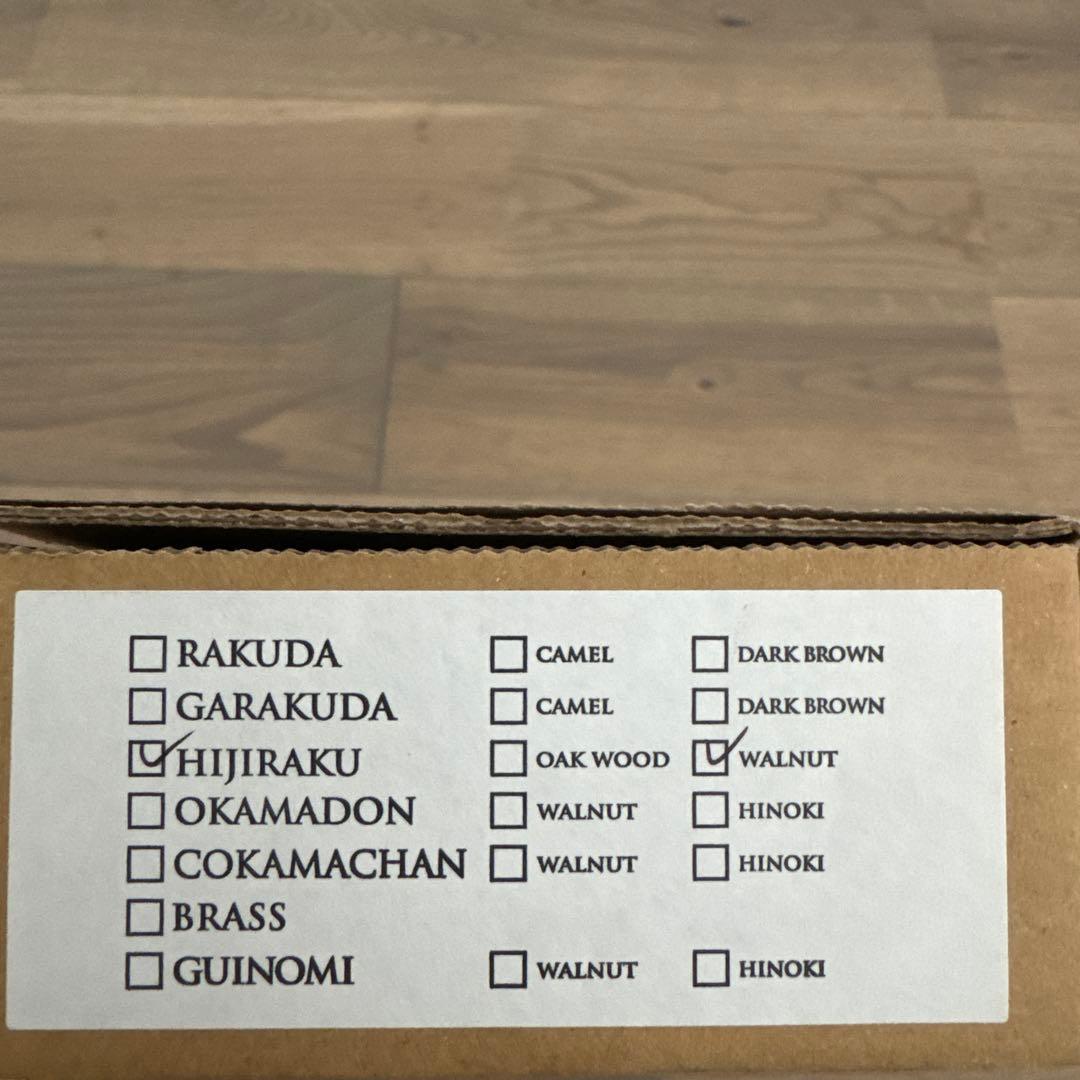 ☐ RAKUDA ☐ CAMEL ☐ DARK BROWN
☐ GARAKUDA ☐ CAMEL ☐ DARK BROWN
☑ HIJIRAKU ☐ OAK WOOD ☑ WALNUT
☐ OKAMADON ☐ WALNUT ☐ HINOKI
☐ COKAMACHAN ☐ WALNUT ☐ HINOKI
☐ BRASS
☐ GUINOMI ☐ WALNUT ☐ HINOKI